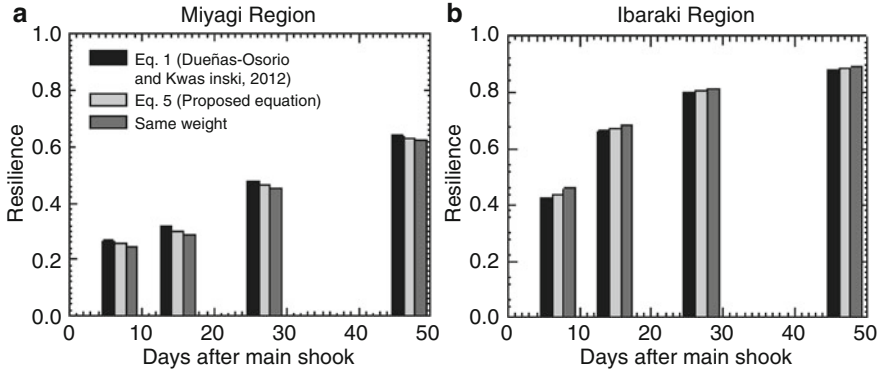 a
Miyagi Region
1.0
0.8
0.6
0.4
0.2
0.0
Resilience
Eq. 1 (Dueñas-Osorio
and Kwas inski, 2012)
Eq. 5 (Proposed equation)
Same weight
0 10 20 30 40 50
Days after main shook
b
Ibaraki Region
1.0
0.8
0.6
0.4
0.2
0.0
Resilience
0 10 20 30 40 50
Days after main shook